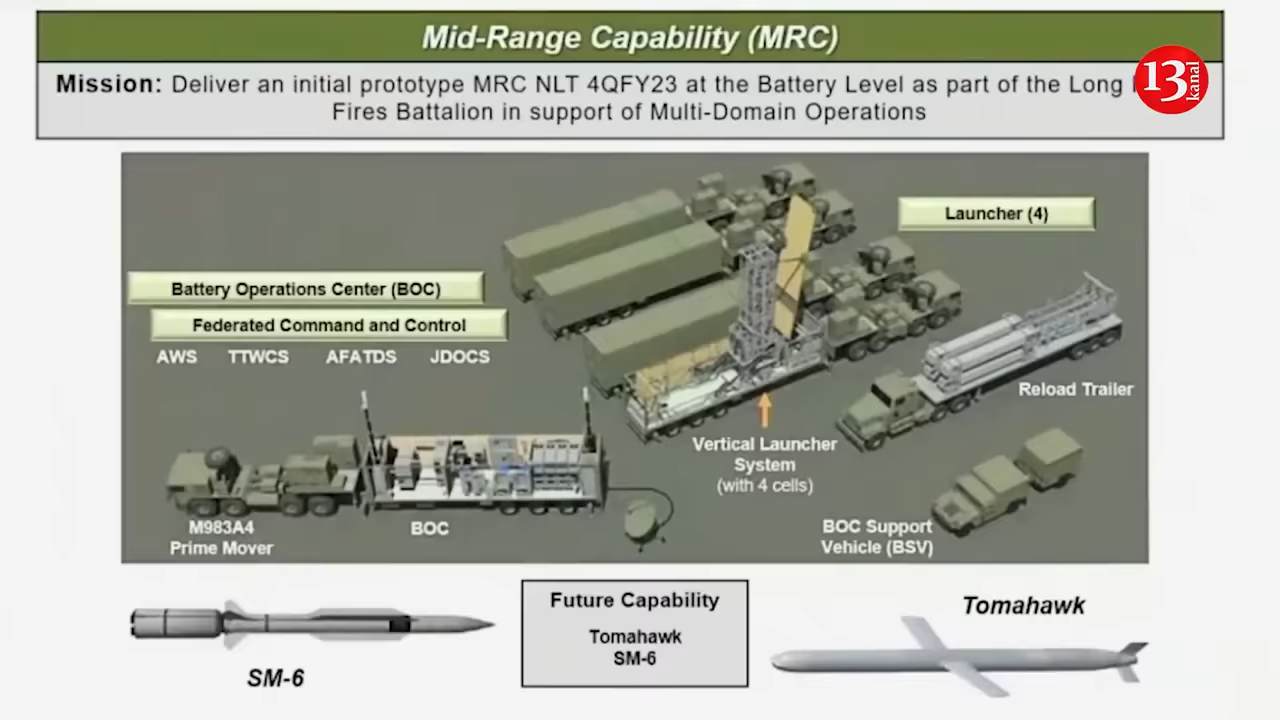 Mid-Range Capability (MRC)
Mission: Deliver an initial prototype MRC NLT 4QFY23 at the Battery Level as part of the Long
Fires Battalion in support of Multi-Domain Operations
13
kanal
Launcher (4)
Battery Operations Center (BOC)
Federated Command and Control
AWS TTWCS AFATDS JDOCS
Reload Trailer
Vertical Launcher
System
(with 4 cells)
M983A4
Prime Mover
BOC
BOC Support
Vehicle (BSV)
Future Capability
Tomahawk
SM-6
Tomahawk
SM-6